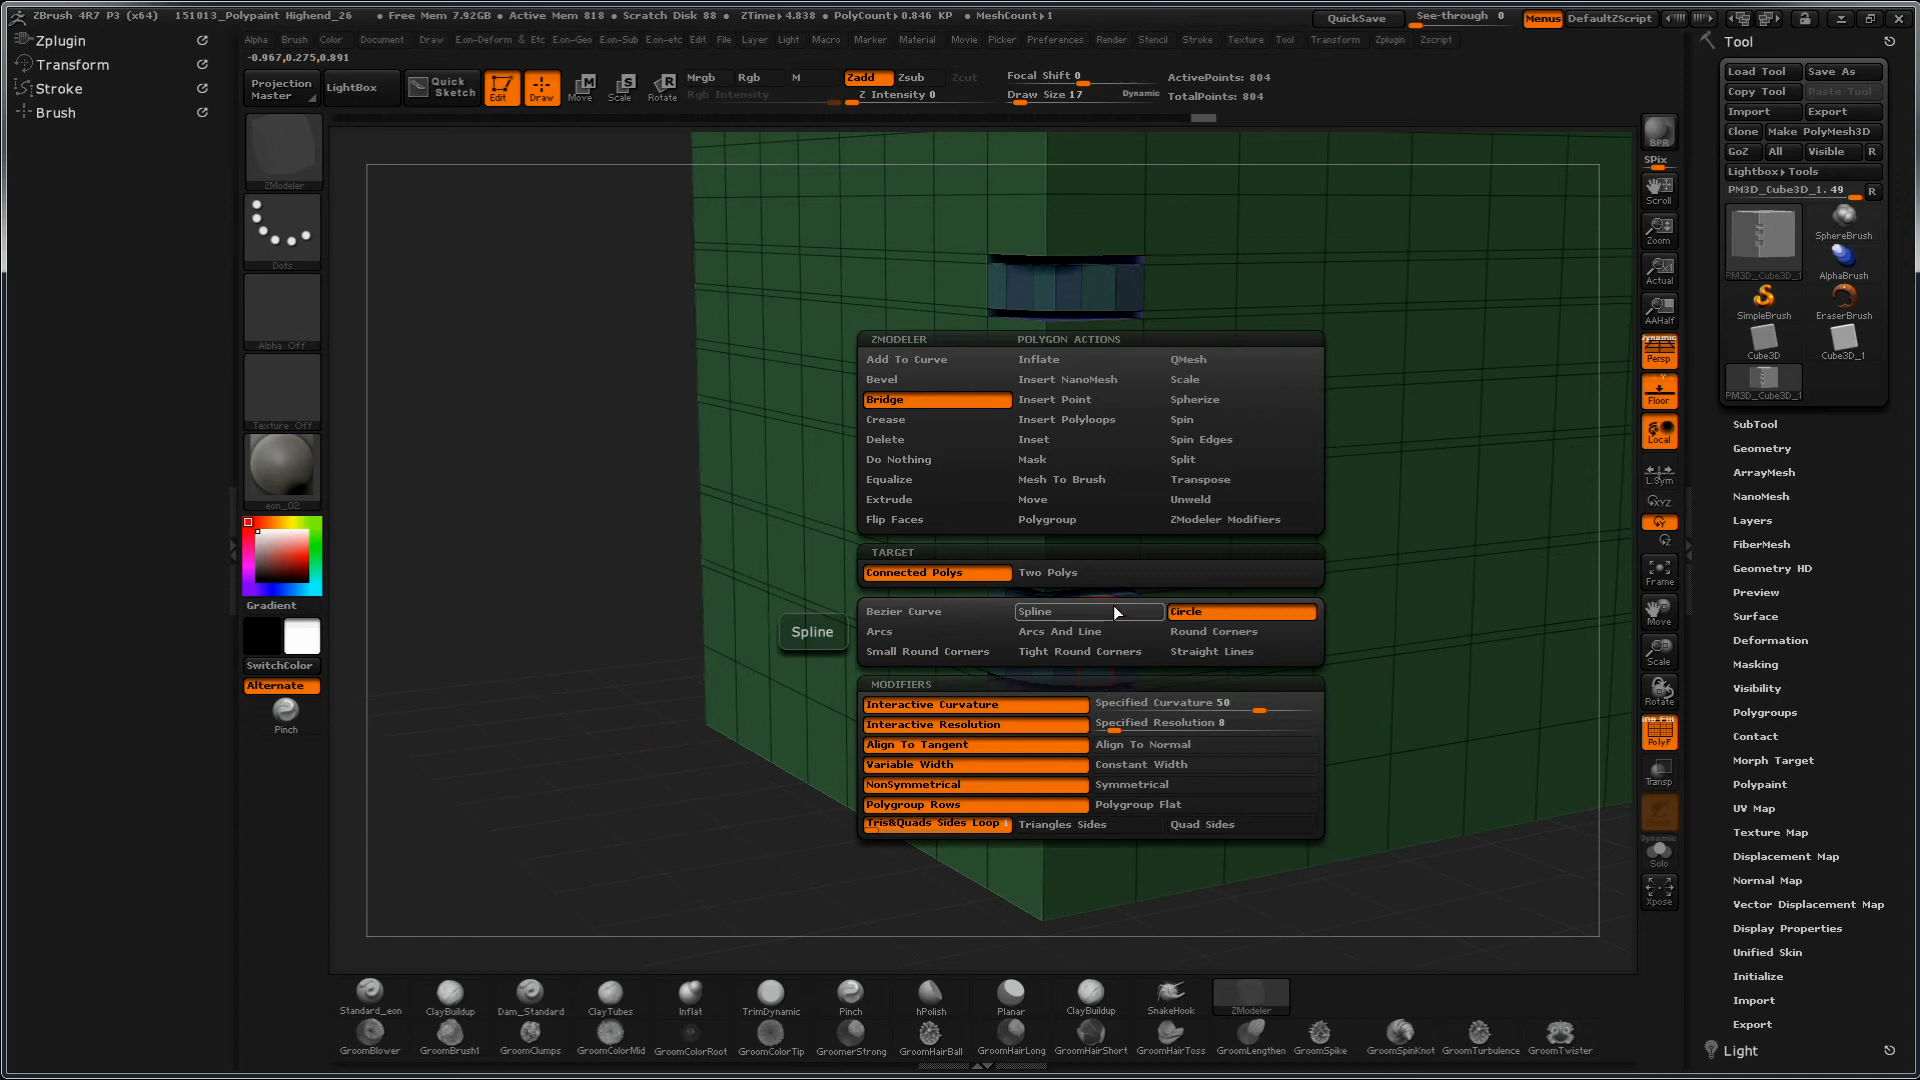 ZBrush 4R7 P3 (x64) 151013_Polypaint Highend_26 • Free Mem 7.92GB • Active Mem 818 • Scratch Disk 88 • ZTime▸4.838 • PolyCount▸0.846 KP • MeshCount▸1 QuickSave See-through 0 Menus DefaultZScript
Zplugin
Transform
Stroke
Brush
Alpha Brush Color Document Draw E.on-Deform & Etc E.on-Geo E.on-Sub E.on-etc Edit File Layer Light Macro Marker Material Movie Picker Preferences Render Stencil Stroke Texture Tool Transform Zplugin Zscript
-0.967,0.275,0.891
Projection Master
LightBox
Quick Sketch
Edit
Draw
Move
Scale
Rotate
Mrgb Rgb M Zadd Zsub Zcut
Rgb Intensity Z Intensity 0
Focal Shift 0
Draw Size 17 Dynamic
ActivePoints: 804
TotalPoints: 804
ZModeler
Dots
Alpha Off
Texture Off
eon_02
Gradient
SwitchColor
Alternate
Pinch
ZMODELER POLYGON ACTIONS
Add To Curve Inflate QMesh
Bevel Insert NanoMesh Scale
Bridge Insert Point Spherize
Crease Insert Polyloops Spin
Delete Inset Spin Edges
Do Nothing Mask Split
Equalize Mesh To Brush Transpose
Extrude Move Unweld
Flip Faces Polygroup ZModeler Modifiers
TARGET
Connected Polys Two Polys
Bezier Curve Spline Circle
Arcs Arcs And Line Round Corners
Small Round Corners Tight Round Corners Straight Lines
Spline
MODIFIERS
Interactive Curvature Specified Curvature 50
Interactive Resolution Specified Resolution 8
Align To Tangent Align To Normal
Variable Width Constant Width
NonSymmetrical Symmetrical
Polygroup Rows Polygroup Flat
Tris&Quads Sides Loop Triangles Sides Quad Sides
BPR
SPix
Scroll
Zoom
Actual
AAHalf
Dynamic
Persp
Floor
Local
L.Sym
XYZ
Y
Z
Frame
Move
Scale
Rotate
Line Fill
PolyF
Transp
Dynamic
Solo
Xpose
Tool
Load Tool Save As
Copy Tool Paste Tool
Import Export
Clone Make PolyMesh3D
GoZ All Visible R
Lightbox▸Tools
PM3D_Cube3D_1. 49 R
PM3D_Cube3D_1 SphereBrush
AlphaBrush
SimpleBrush EraserBrush
Cube3D Cube3D_1
PM3D_Cube3D_1
SubTool
Geometry
ArrayMesh
NanoMesh
Layers
FiberMesh
Geometry HD
Preview
Surface
Deformation
Masking
Visibility
Polygroups
Contact
Morph Target
Polypaint
UV Map
Texture Map
Displacement Map
Normal Map
Vector Displacement Map
Display Properties
Unified Skin
Initialize
Import
Export
Light
Standard_eon ClayBuildup Dam_Standard ClayTubes Inflat TrimDynamic Pinch hPolish Planar ClayBuildup SnakeHook ZModeler
GroomBlower GroomBrush1 GroomClumps GroomColorMid GroomColorRoot GroomColorTip GroomerStrong GroomHairBall GroomHairLong GroomHairShort GroomHairToss GroomLengthen GroomSpike GroomSpinKnot GroomTurbulence GroomTwister